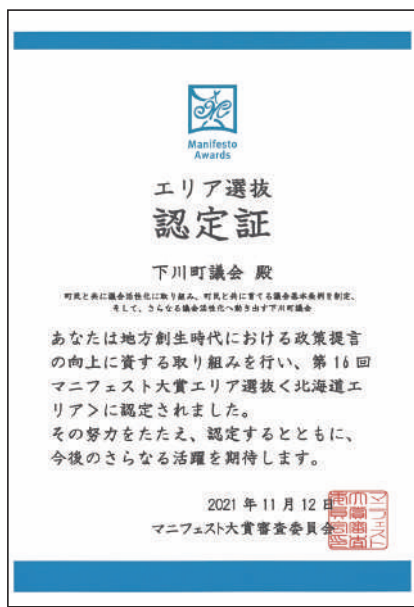 Manifesto
Awards
エリア選抜
認定証
下川町議会 殿
町民と共に議会活性化に取り組み、町民と共に育てる議会基本条例を制定、
そして、さらなる議会活性化へ動き出す下川町議会
あなたは地方創生時代における政策提言
の向上に資する取り組みを行い、第16回
マニフェスト大賞エリア選抜<北海道エ
リア>に認定されました。
その努力をたたえ、認定するとともに、
今後のさらなる活躍を期待します。
2021年11月12日
マニフェスト大賞審査委員会